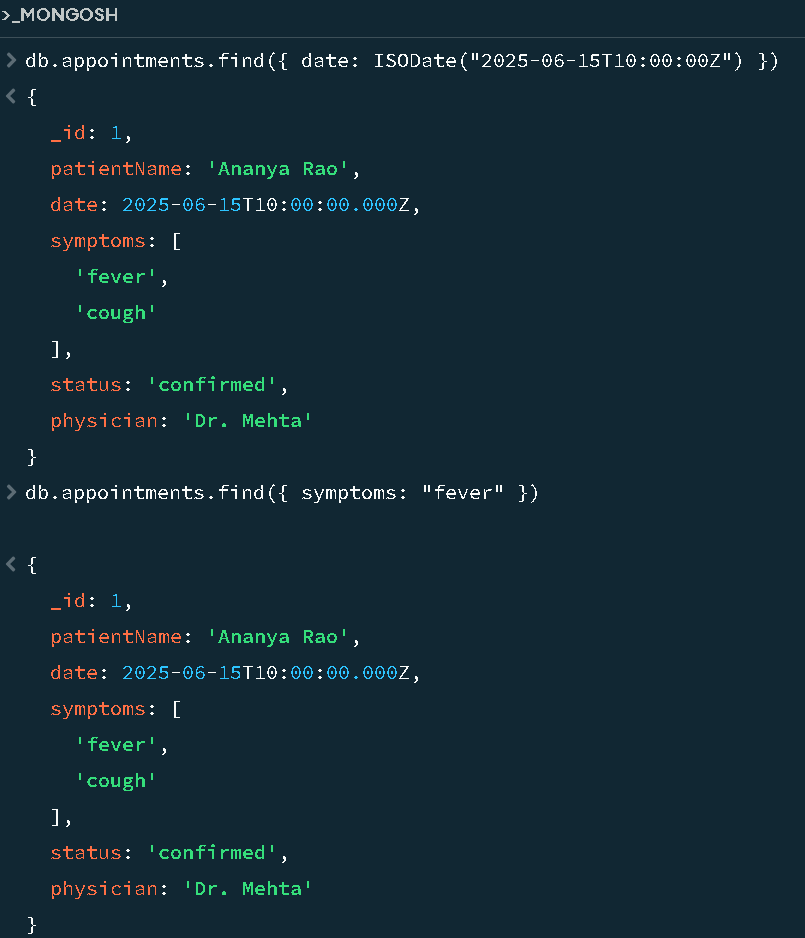 >_MONGOSH
> db.appointments.find({ date: ISODate("2025-06-15T10:00:00Z") })
< {
_id: 1,
patientName: 'Ananya Rao',
date: 2025-06-15T10:00:00.000Z,
symptoms: [
'fever',
'cough'
],
status: 'confirmed',
physician: 'Dr. Mehta'
}
> db.appointments.find({ symptoms: "fever" })
< {
_id: 1,
patientName: 'Ananya Rao',
date: 2025-06-15T10:00:00.000Z,
symptoms: [
'fever',
'cough'
],
status: 'confirmed',
physician: 'Dr. Mehta'
}